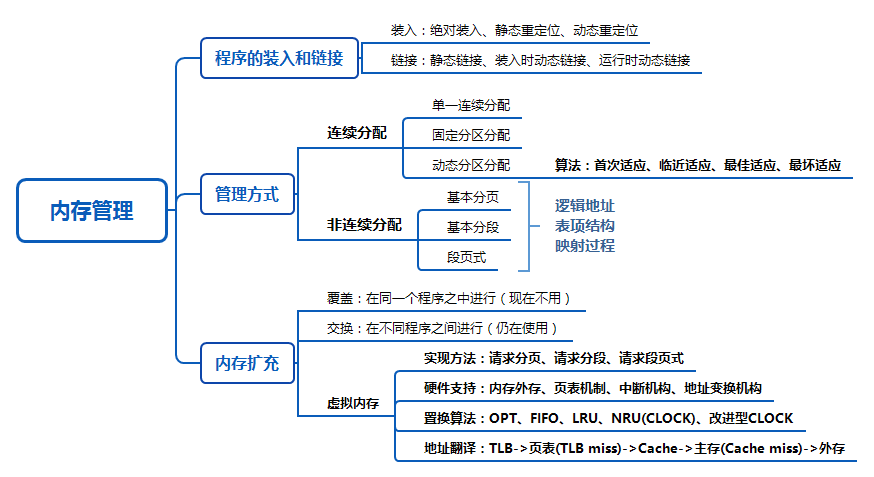 内存管理
程序的装入和链接
装入：绝对装入、静态重定位、动态重定位
链接：静态链接、装入时动态链接、运行时动态链接
管理方式
连续分配
单一连续分配
固定分区分配
动态分区分配
算法：首次适应、临近适应、最佳适应、最坏适应
非连续分配
基本分页
基本分段
段页式
逻辑地址
表项结构
映射过程
内存扩充
覆盖：在同一个程序之中进行（现在不用）
交换：在不同程序之间进行（仍在使用）
虚拟内存
实现方法：请求分页、请求分段、请求段页式
硬件支持：内存外存、页表机制、中断机构、地址变换机构
置换算法：OPT、FIFO、LRU、NRU(CLOCK)、改进型CLOCK
地址翻译：TLB->页表(TLB miss)->Cache->主存(Cache miss)->外存